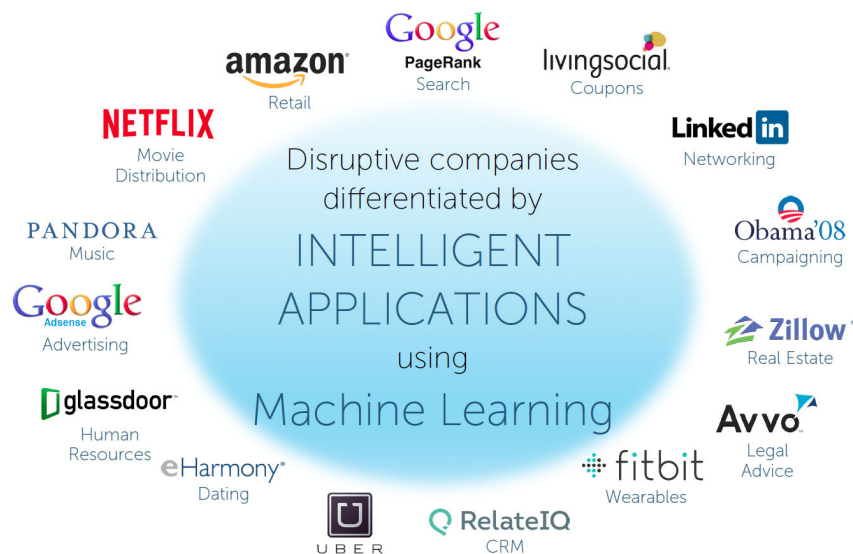 Google
PageRank
Search
amazon
Retail
livingsocial.
Coupons
NETFLIX
Movie
Distribution
Linked in
Networking
PANDORA
Music
Obama'08
Campaigning
Google
Adsense
Advertising
Zillow
Real Estate
glassdoor
Human
Resources
Avvo
Legal
Advice
eHarmony
Dating
fitbit
Wearables
UBER
RelateIQ
CRM
Disruptive companies
differentiated by
INTELLIGENT
APPLICATIONS
using
Machine Learning